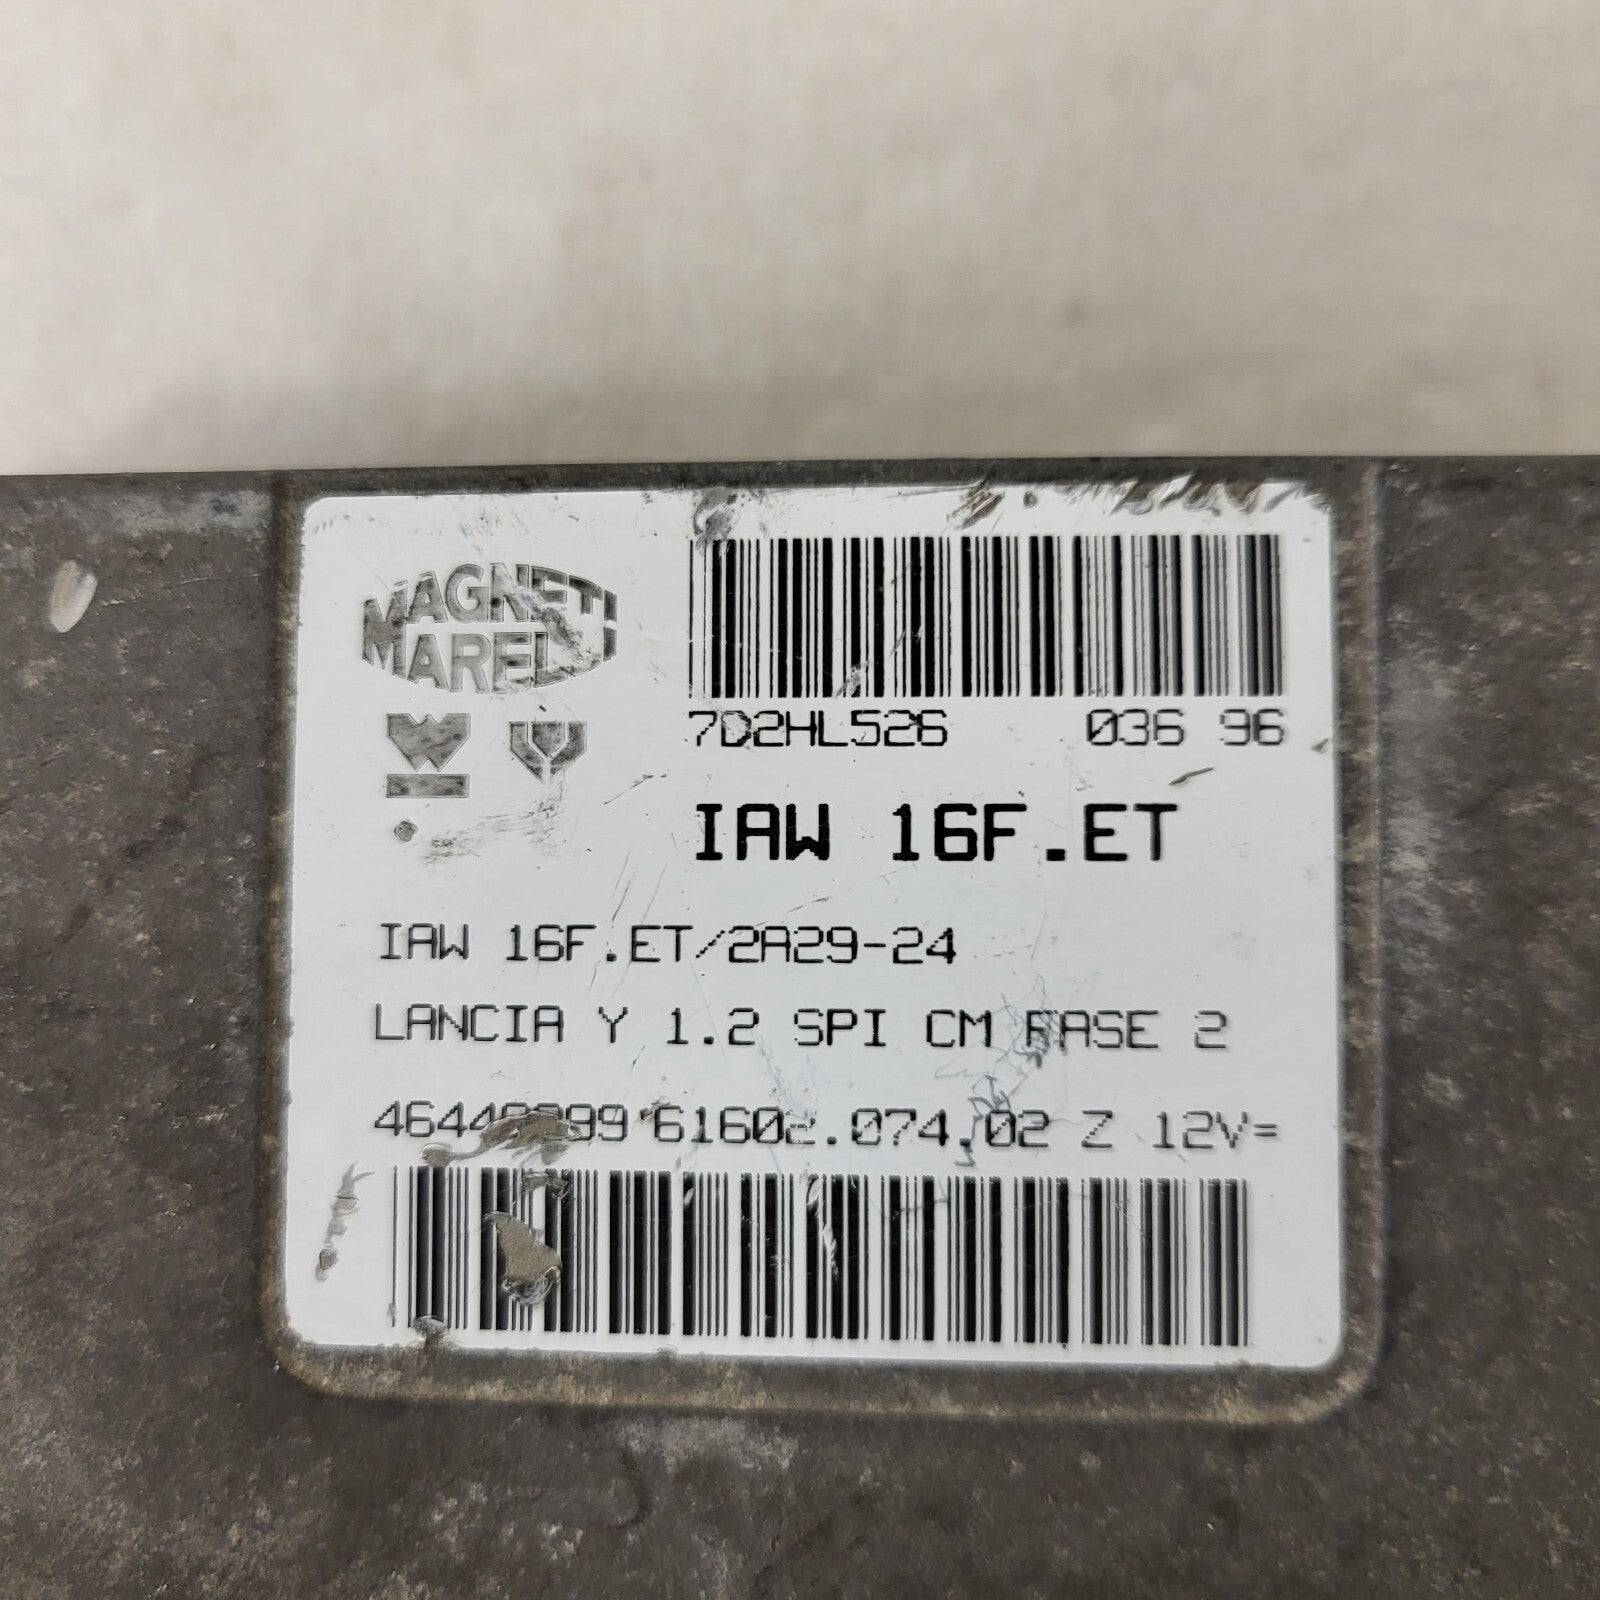 MAGNETI
MARELLI
7D2HL526 036 96
IAW 16F.ET
IAW 16F.ET/2A29-24
LANCIA Y 1.2 SPI CM FASE 2
61602.074.02 Z 12V=